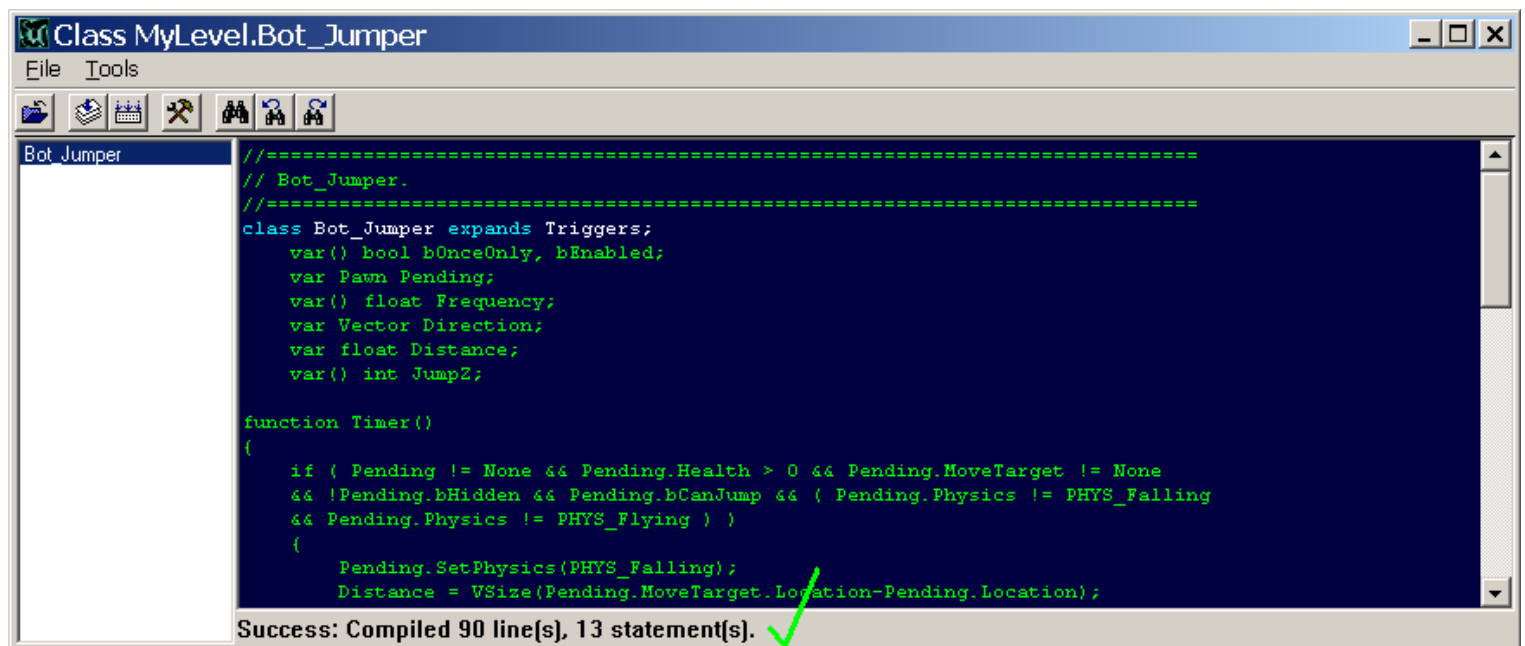 Class MyLevel.Bot_Jumper
File Tools
Bot_Jumper
//=============================================================================
// Bot_Jumper.
//=============================================================================
class Bot_Jumper expands Triggers;
var() bool bOnceOnly, bEnabled;
var Pawn Pending;
var() float Frequency;
var Vector Direction;
var float Distance;
var() int JumpZ;
function Timer()
{
if ( Pending != None && Pending.Health > 0 && Pending.MoveTarget != None
&& !Pending.bHidden && Pending.bCanJump && ( Pending.Physics != PHYS_Falling
&& Pending.Physics != PHYS_Flying ) )
{
Pending.SetPhysics(PHYS_Falling);
Distance = VSize(Pending.MoveTarget.Location-Pending.Location);
Success: Compiled 90 line(s), 13 statement(s).